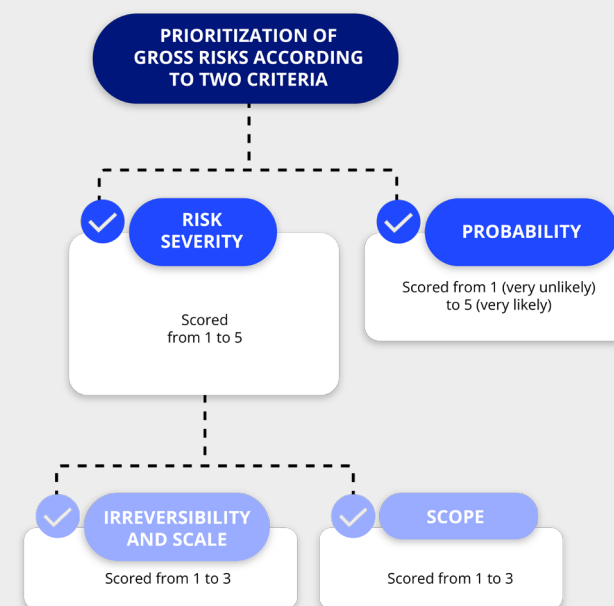 PRIORITIZATION OF
GROSS RISKS ACCORDING
TO TWO CRITERIA
RISK
SEVERITY
Scored
from 1 to 5
PROBABILITY
Scored from 1 (very unlikely)
to 5 (very likely)
IRREVERSIBILITY
AND SCALE
Scored from 1 to 3
SCOPE
Scored from 1 to 3